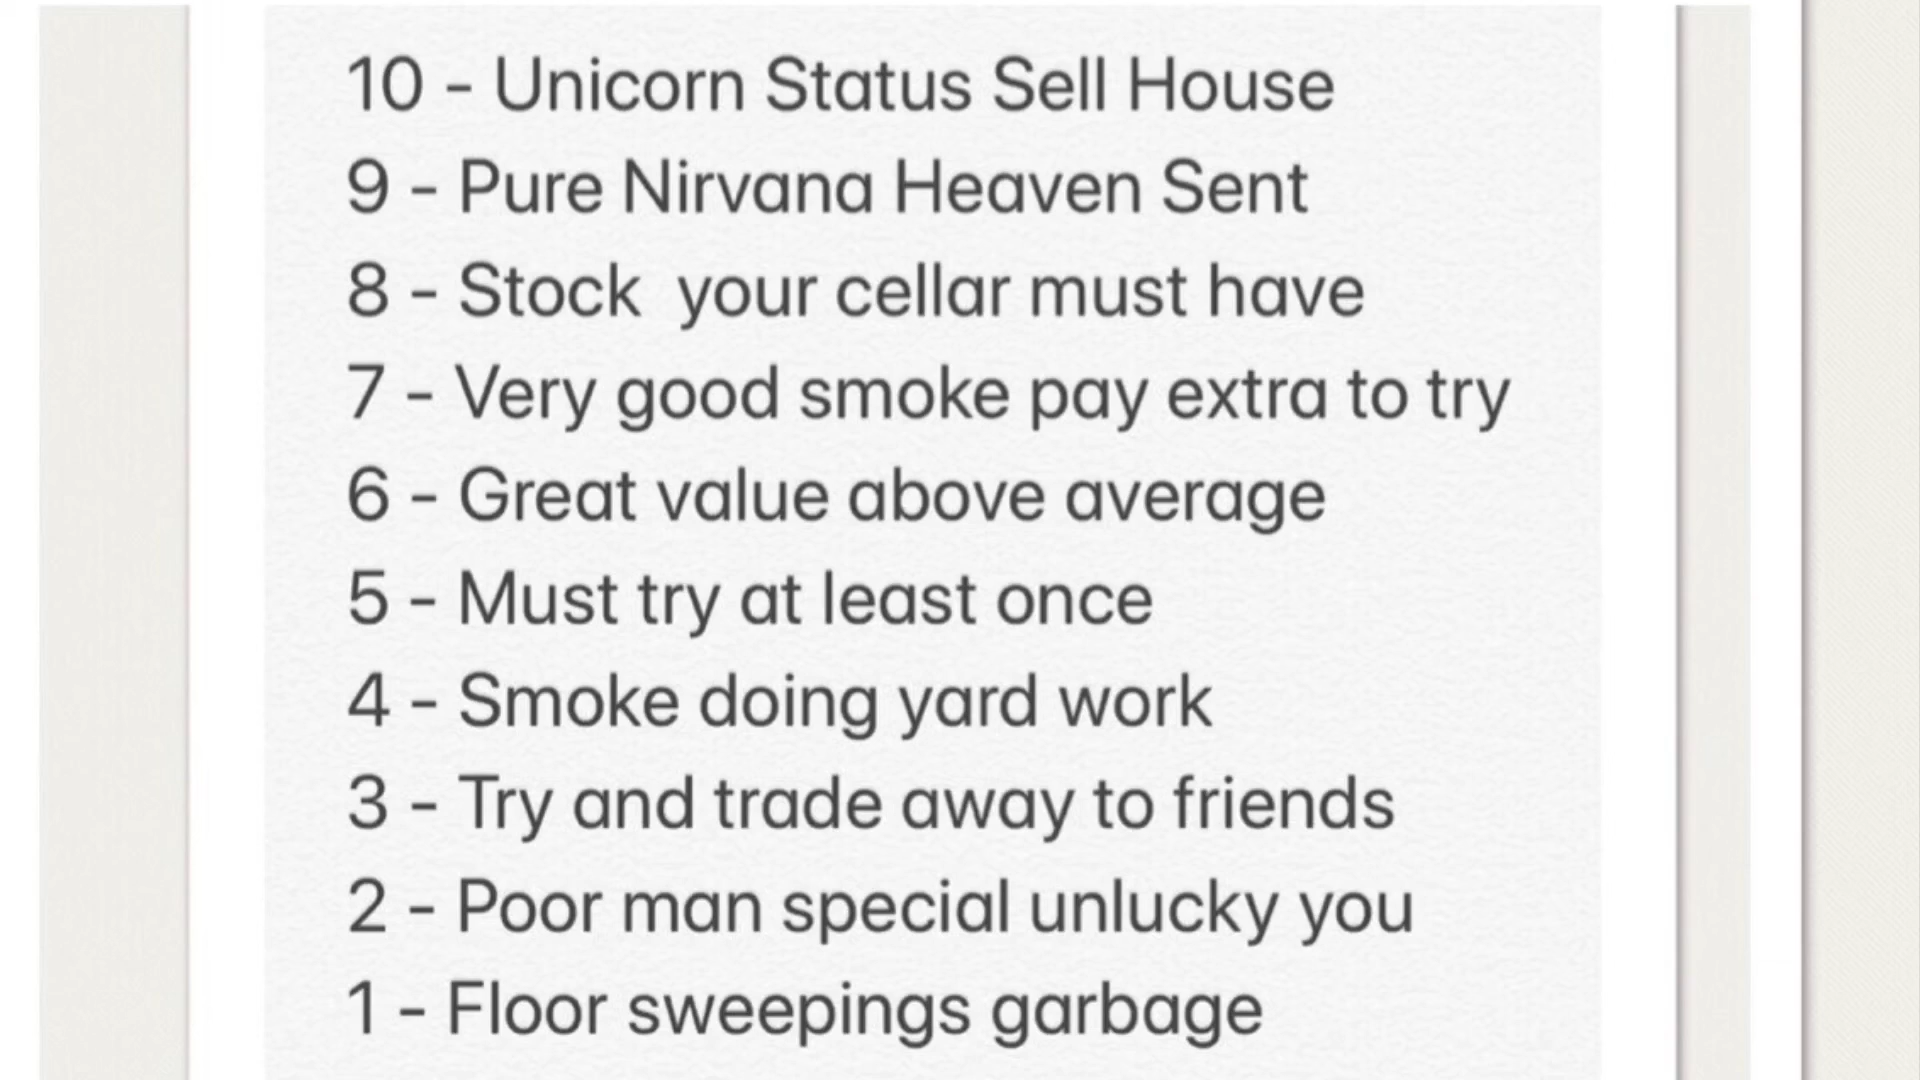 10 - Unicorn Status Sell House
9 - Pure Nirvana Heaven Sent
8 - Stock  your cellar must have
7 - Very good smoke pay extra to try
6 - Great value above average
5 - Must try at least once
4 - Smoke doing yard work
3 - Try and trade away to friends
2 - Poor man special unlucky you
1 - Floor sweepings garbage